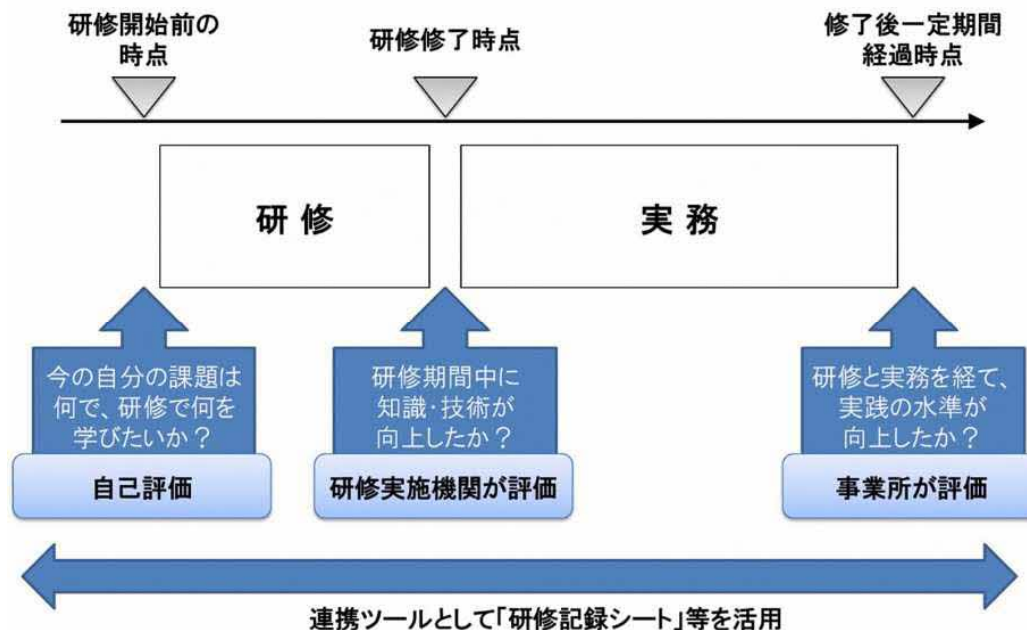 研修開始前の
時点
研修修了時点
修了後一定期間
経過時点
研 修
実 務
今の自分の課題は
何で、研修で何を
学びたいか？
自己評価
研修期間中に
知識・技術が
向上したか？
研修実施機関が評価
研修と実務を経て、
実践の水準が
向上したか？
事業所が評価
連携ツールとして「研修記録シート」等を活用